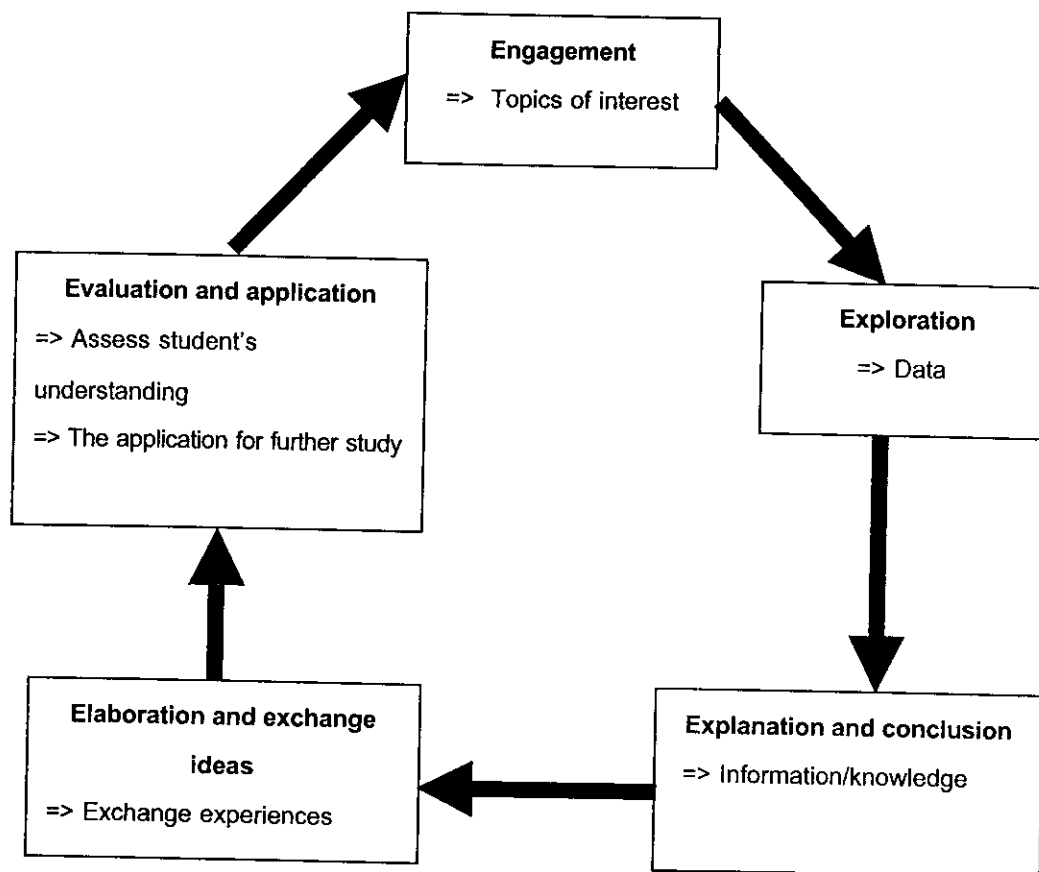 Engagement
=> Topics of interest
Exploration
=> Data
Explanation and conclusion
=> Information/knowledge
Elaboration and exchange
ideas
=> Exchange experiences
Evaluation and application
=> Assess student's
understanding
=> The application for further study